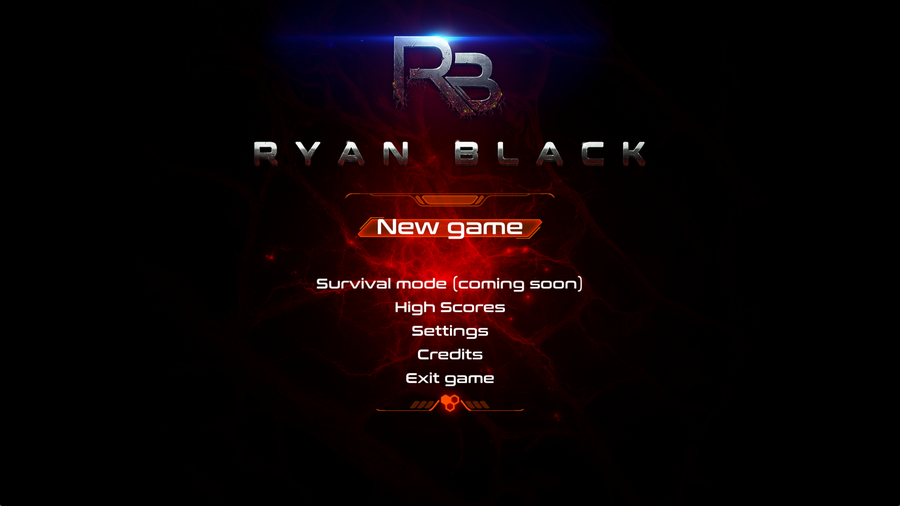 RB
RYAN BLACK
New game
Survival mode (coming soon)
High Scores
Settings
Credits
Exit game